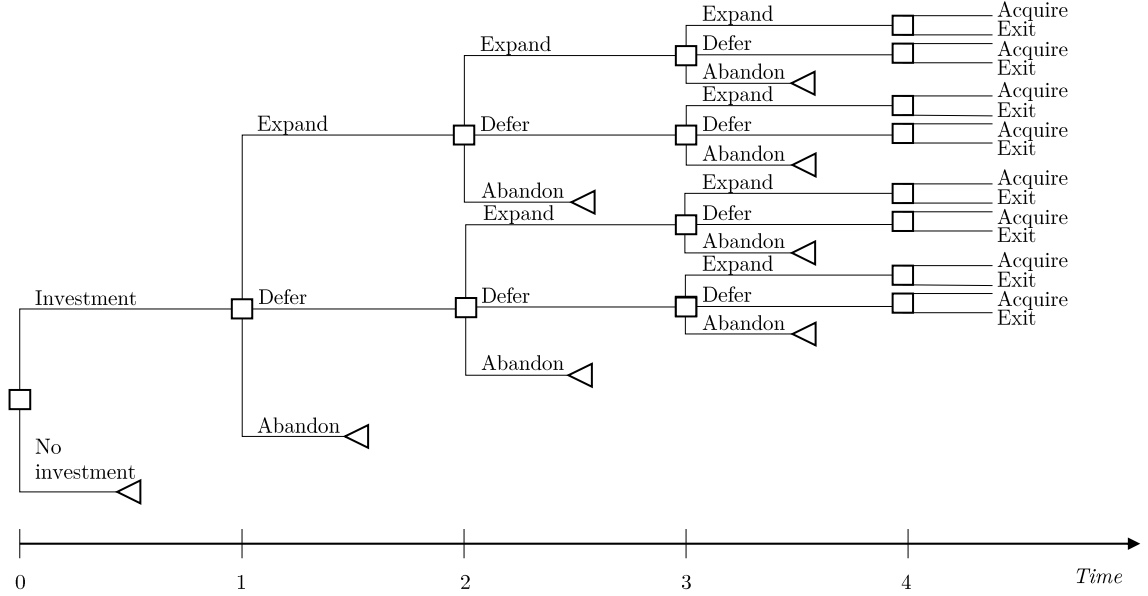 Expand
Acquire
Exit
Expand
Defer
Acquire
Exit
Abandon
Expand
Acquire
Exit
Expand
Defer
Defer
Acquire
Exit
Abandon
Abandon
Expand
Acquire
Exit
Expand
Defer
Acquire
Exit
Abandon
Expand
Acquire
Exit
Investment
Defer
Defer
Defer
Acquire
Exit
Abandon
Abandon
Abandon
No
investment
0
1
2
3
4
Time